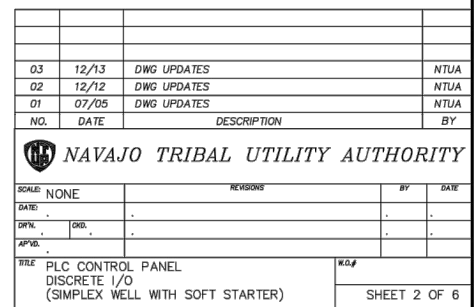 03 12/13 DWG UPDATES NTUA
02 12/12 DWG UPDATES NTUA
01 07/05 DWG UPDATES NTUA
NO. DATE DESCRIPTION BY
NAVAJO TRIBAL UTILITY AUTHORITY
SCALE: NONE REVISIONS BY DATE
DATE: . . . .
DR'N. . CKD. . . . .
AP'VD. .
TITLE PLC CONTROL PANEL W.O.#
DISCRETE I/O
(SIMPLEX WELL WITH SOFT STARTER) SHEET 2 OF 6